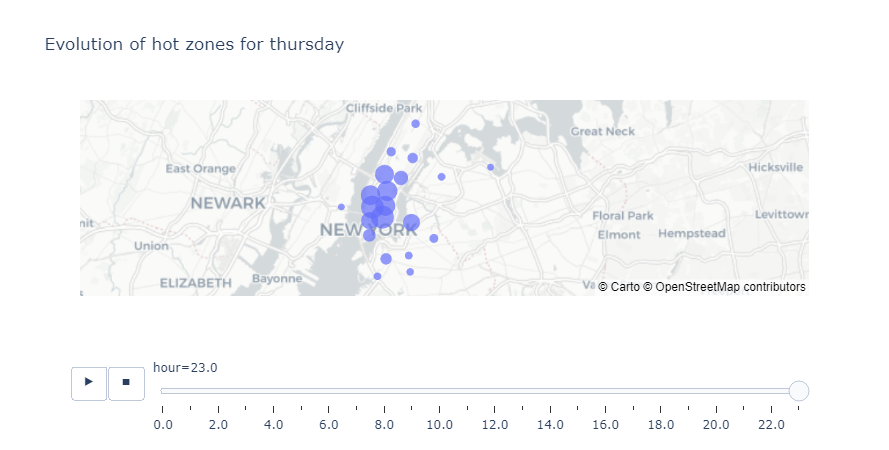 Evolution of hot zones for thursday
Cliffside Park
Great Neck
East Orange
Hicksville
NEWARK
Levittowr
Floral Park
nit
NEW YORK
Elmont
Hempstead
Union
Bayonne
ELIZABETH
Va
© Carto © OpenStreetMap contributors
hour=23.0
0.0 2.0 4.0 6.0 8.0 10.0 12.0 14.0 16.0 18.0 20.0 22.0